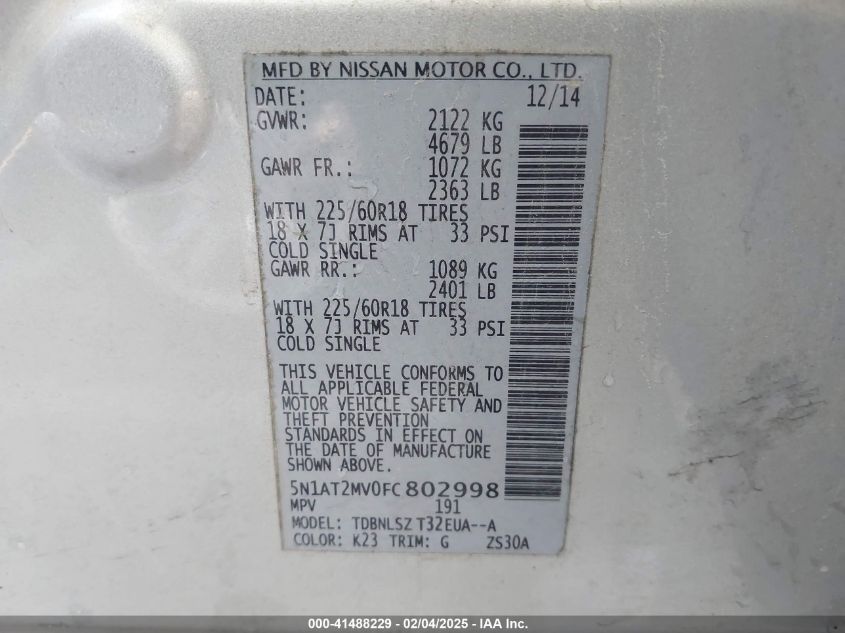 MFD BY NISSAN MOTOR CO., LTD.
DATE: 12/14
GVWR: 2122 KG
4679 LB
GAWR FR.: 1072 KG
2363 LB
WITH 225/60R18 TIRES
18 X 7J RIMS AT 33 PSI
COLD SINGLE
GAWR RR.: 1089 KG
2401 LB
WITH 225/60R18 TIRES
18 X 7J RIMS AT 33 PSI
COLD SINGLE
THIS VEHICLE CONFORMS TO
ALL APPLICABLE FEDERAL
MOTOR VEHICLE SAFETY AND
THEFT PREVENTION
STANDARDS IN EFFECT ON
THE DATE OF MANUFACTURE
SHOWN ABOVE.
5N1AT2MV0FC802998
MPV 191
MODEL: TDBNLSZ T32EUA--A
COLOR: K23 TRIM: G ZS30A
000-41488229 - 02/04/2025 - IAA Inc.